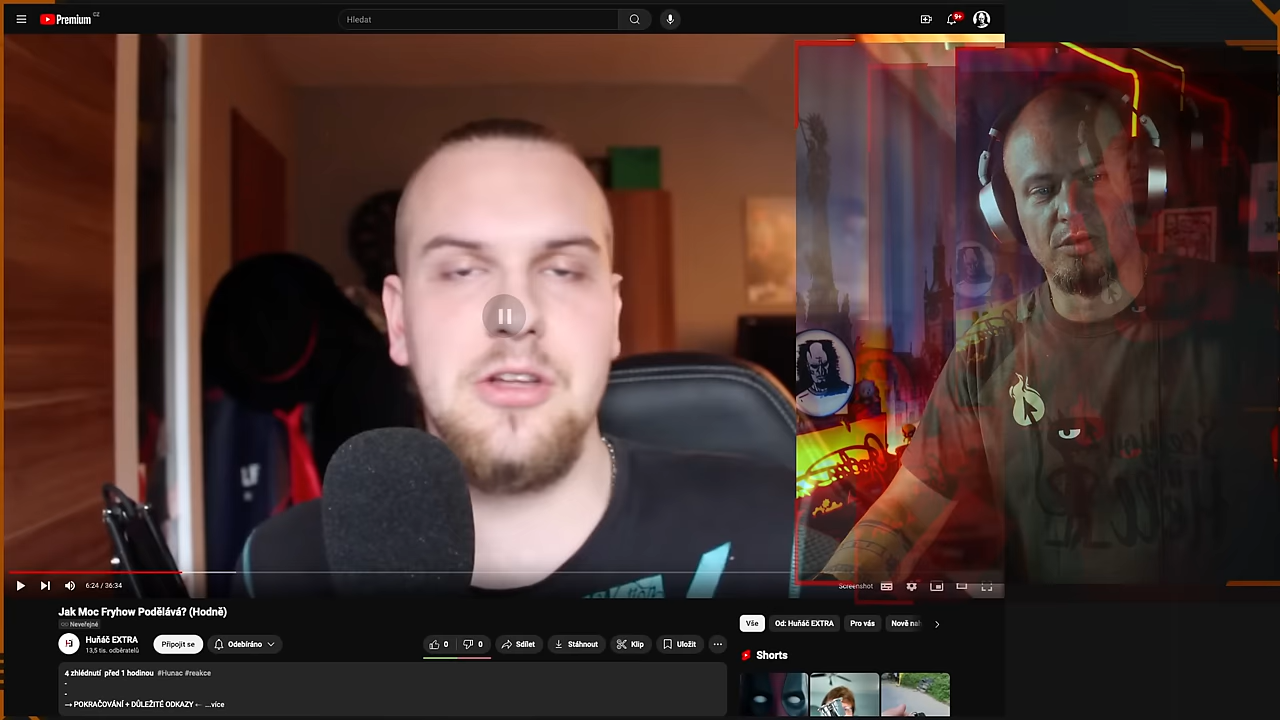 Premium CZ
Hledat
9+
6:24 / 36:34
Screenshot
Jak Moc Fryhow Podělává? (Hodně)
Neveřejné
Huňáč EXTRA
13,5 tis. odběratelů
Připojit se
Odebíráno
0
0
Sdílet
Stáhnout
Klip
Uložit
4 zhlédnutí před 1 hodinou #Hunac #reakce
-
-
→ POKRAČOVÁNÍ + DŮLEŽITÉ ODKAZY ← ...více
Vše
Od: Huňáč EXTRA
Pro vás
Nově na
Shorts